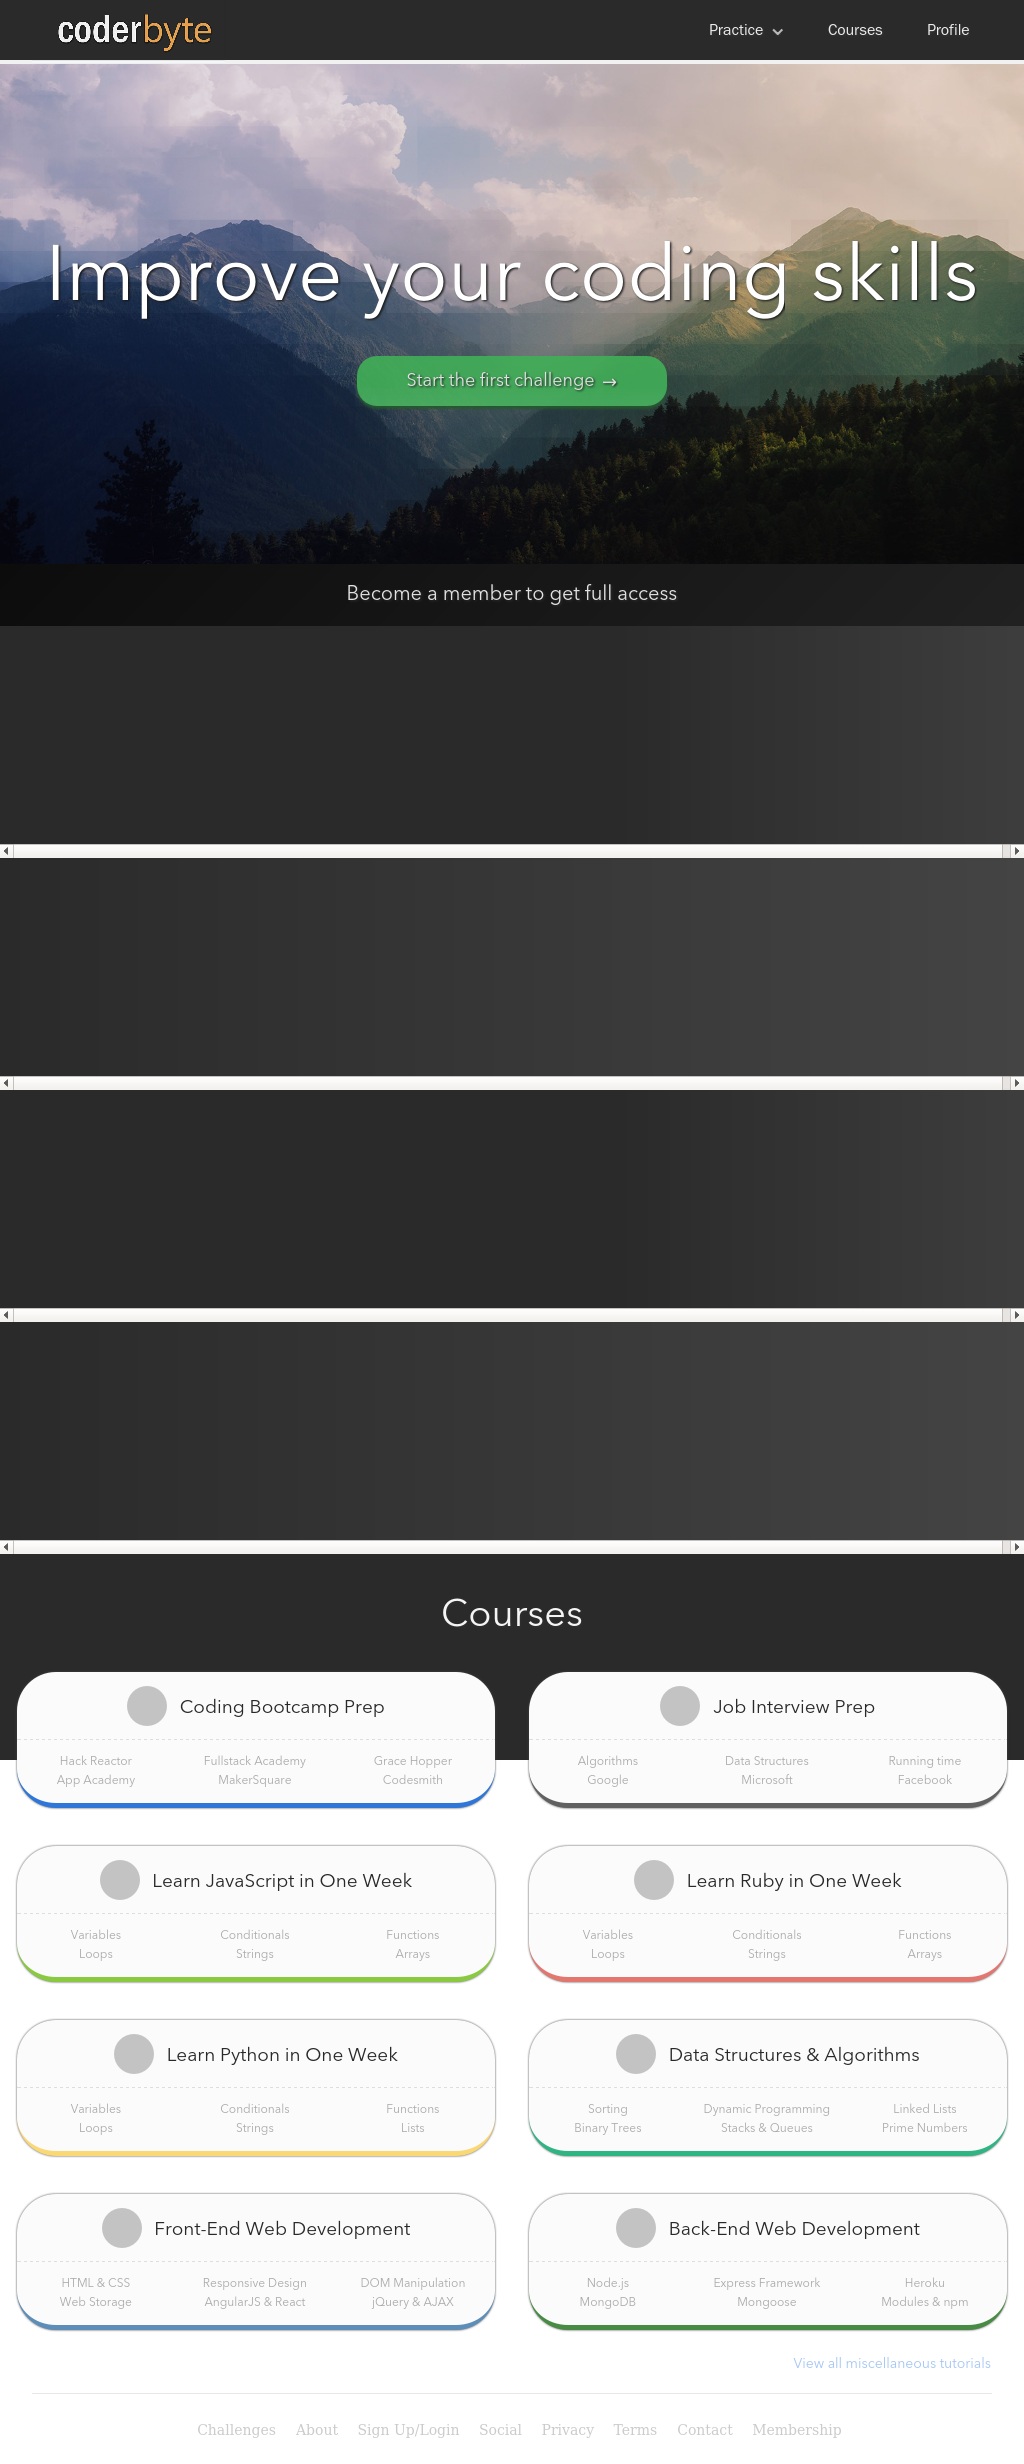 coderbyte
Practice Courses Profile
Improve your coding skills
Start the first challenge →
Become a member to get full access
Courses
Coding Bootcamp Prep
Hack Reactor Fullstack Academy Grace Hopper
App Academy MakerSquare Codesmith
Job Interview Prep
Algorithms Data Structures Running time
Google Microsoft Facebook
Learn JavaScript in One Week
Variables Conditionals Functions
Loops Strings Arrays
Learn Ruby in One Week
Variables Conditionals Functions
Loops Strings Arrays
Learn Python in One Week
Variables Conditionals Functions
Loops Strings Lists
Data Structures & Algorithms
Sorting Dynamic Programming Linked Lists
Binary Trees Stacks & Queues Prime Numbers
Front-End Web Development
HTML & CSS Responsive Design DOM Manipulation
Web Storage AngularJS & React jQuery & AJAX
Back-End Web Development
Node.js Express Framework Heroku
MongoDB Mongoose Modules & npm
View all miscellaneous tutorials
Challenges About Sign Up/Login Social Privacy Terms Contact Membership